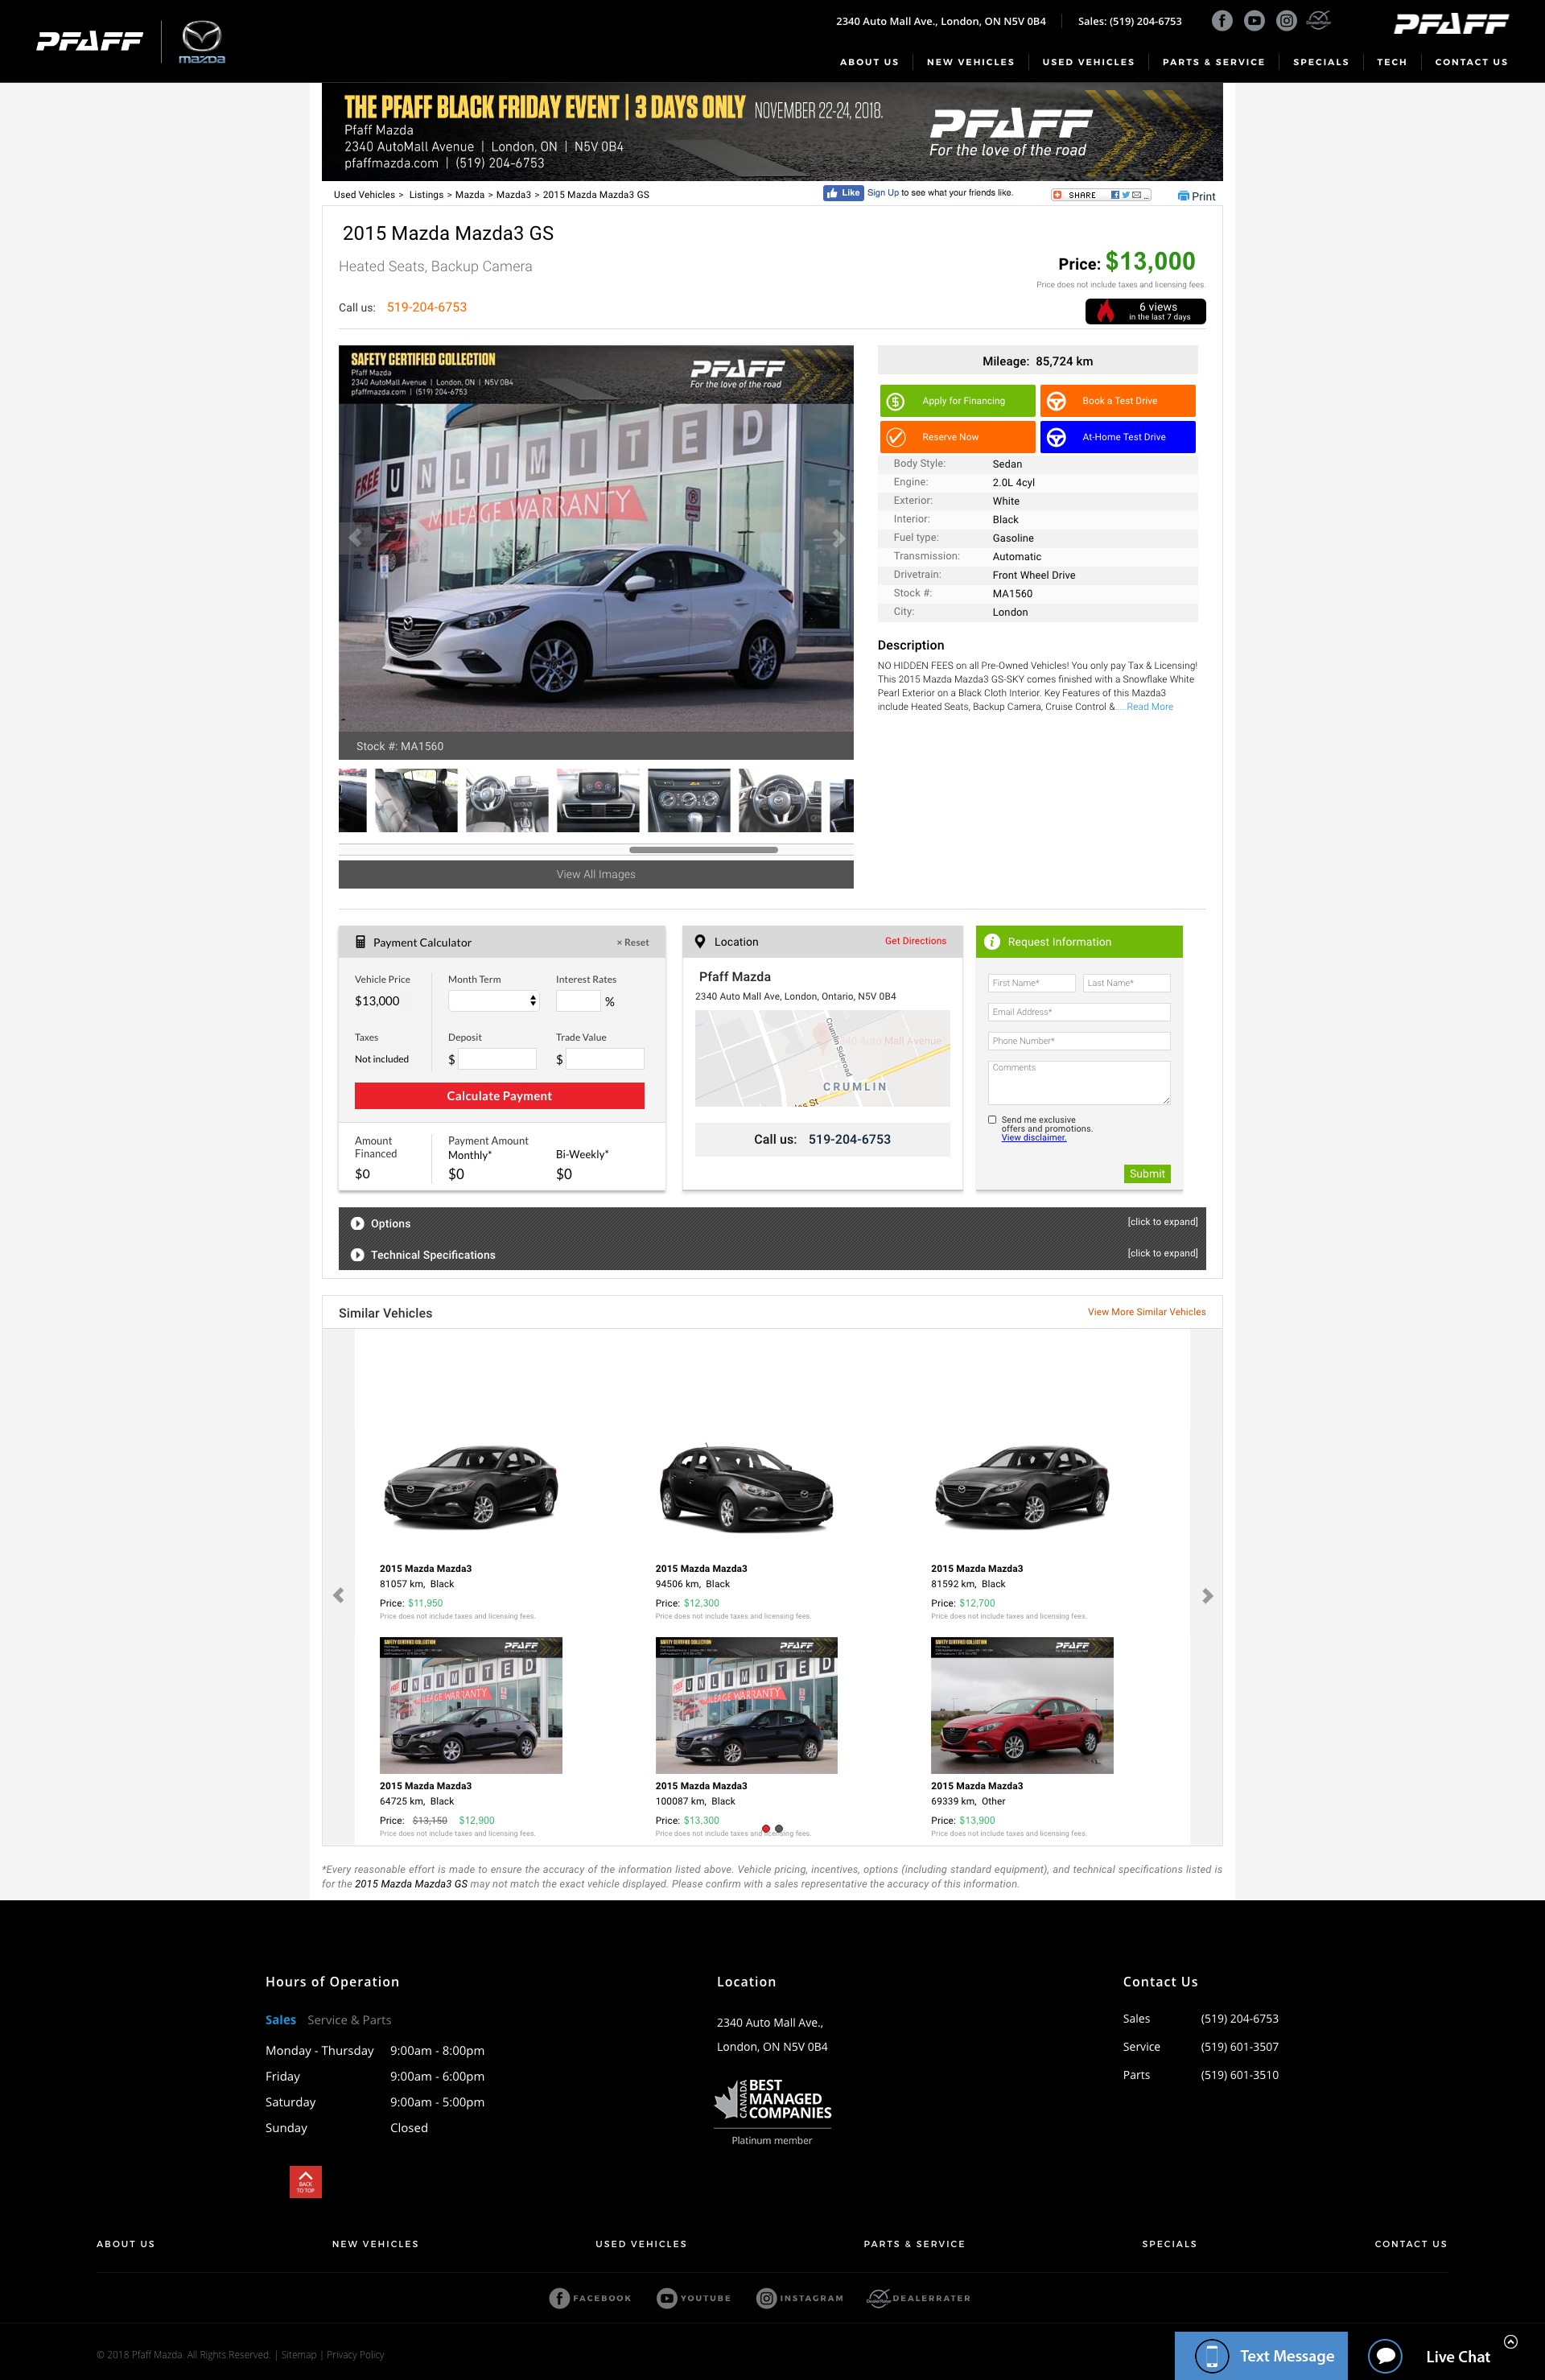 PFAFF
mazda
2340 Auto Mall Ave., London, ON N5V 0B4
Sales: (519) 204-6753
PFAFF
ABOUT US
NEW VEHICLES
USED VEHICLES
PARTS & SERVICE
SPECIALS
TECH
CONTACT US
THE PFAFF BLACK FRIDAY EVENT | 3 DAYS ONLY NOVEMBER 22-24, 2018.
Pfaff Mazda
2340 AutoMall Avenue | London, ON | N5V 0B4
pfaffmazda.com | (519) 204-6753
PFAFF
For the love of the road
Used Vehicles > Listings > Mazda > Mazda3 > 2015 Mazda Mazda3 GS
Like
Sign Up to see what your friends like.
SHARE
Print
2015 Mazda Mazda3 GS
Heated Seats, Backup Camera
Price: $13,000
Price does not include taxes and licensing fees.
Call us: 519-204-6753
6 views
in the last 7 days
SAFETY CERTIFIED COLLECTION
Pfaff Mazda
2340 AutoMall Avenue | London, ON | N5V 0B4
pfaffmazda.com | (519) 204-6753
PFAFF
For the love of the road
FREE UNLIMITED
MILEAGE WARRANTY
Stock #: MA1560
View All Images
Mileage: 85,724 km
Apply for Financing
Book a Test Drive
Reserve Now
At-Home Test Drive
Body Style: Sedan
Engine: 2.0L 4cyl
Exterior: White
Interior: Black
Fuel type: Gasoline
Transmission: Automatic
Drivetrain: Front Wheel Drive
Stock #: MA1560
City: London
Description
NO HIDDEN FEES on all Pre-Owned Vehicles! You only pay Tax & Licensing!
This 2015 Mazda Mazda3 GS-SKY comes finished with a Snowflake White
Pearl Exterior on a Black Cloth Interior. Key Features of this Mazda3
include Heated Seats, Backup Camera, Cruise Control &....Read More
Payment Calculator
× Reset
Vehicle Price
Month Term
Interest Rates
$13,000
%
Taxes
Deposit
Trade Value
Not included
$
$
Calculate Payment
Amount
Financed
Payment Amount
Monthly*
Bi-Weekly*
$0
$0
$0
Location
Get Directions
Pfaff Mazda
2340 Auto Mall Ave, London, Ontario, N5V 0B4
Crumlin Sideroad
Auto Mall Avenue
CRUMLIN
Call us: 519-204-6753
Request Information
First Name*
Last Name*
Email Address*
Phone Number*
Comments
Send me exclusive
offers and promotions.
View disclaimer.
Submit
Options
[click to expand]
Technical Specifications
[click to expand]
Similar Vehicles
View More Similar Vehicles
2015 Mazda Mazda3
81057 km, Black
Price: $11,950
Price does not include taxes and licensing fees.
2015 Mazda Mazda3
94506 km, Black
Price: $12,300
Price does not include taxes and licensing fees.
2015 Mazda Mazda3
81592 km, Black
Price: $12,700
Price does not include taxes and licensing fees.
SAFETY CERTIFIED COLLECTION
PFAFF
FREE UNLIMITED
MILEAGE WARRANTY
2015 Mazda Mazda3
64725 km, Black
Price: $13,150 $12,900
Price does not include taxes and licensing fees.
SAFETY CERTIFIED COLLECTION
PFAFF
FREE UNLIMITED
MILEAGE WARRANTY
2015 Mazda Mazda3
100087 km, Black
Price: $13,300
Price does not include taxes and licensing fees.
SAFETY CERTIFIED COLLECTION
PFAFF
2015 Mazda Mazda3
69339 km, Other
Price: $13,900
Price does not include taxes and licensing fees.
*Every reasonable effort is made to ensure the accuracy of the information listed above. Vehicle pricing, incentives, options (including standard equipment), and technical specifications listed is
for the 2015 Mazda Mazda3 GS may not match the exact vehicle displayed. Please confirm with a sales representative the accuracy of this information.
Hours of Operation
Sales Service & Parts
Monday - Thursday 9:00am - 8:00pm
Friday 9:00am - 6:00pm
Saturday 9:00am - 5:00pm
Sunday Closed
Location
2340 Auto Mall Ave.,
London, ON N5V 0B4
CANADA
BEST
MANAGED
COMPANIES
Platinum member
Contact Us
Sales (519) 204-6753
Service (519) 601-3507
Parts (519) 601-3510
BACK
TO TOP
ABOUT US
NEW VEHICLES
USED VEHICLES
PARTS & SERVICE
SPECIALS
CONTACT US
FACEBOOK
YOUTUBE
INSTAGRAM
DEALERRATER
© 2018 Pfaff Mazda. All Rights Reserved. | Sitemap | Privacy Policy
Text Message
Live Chat